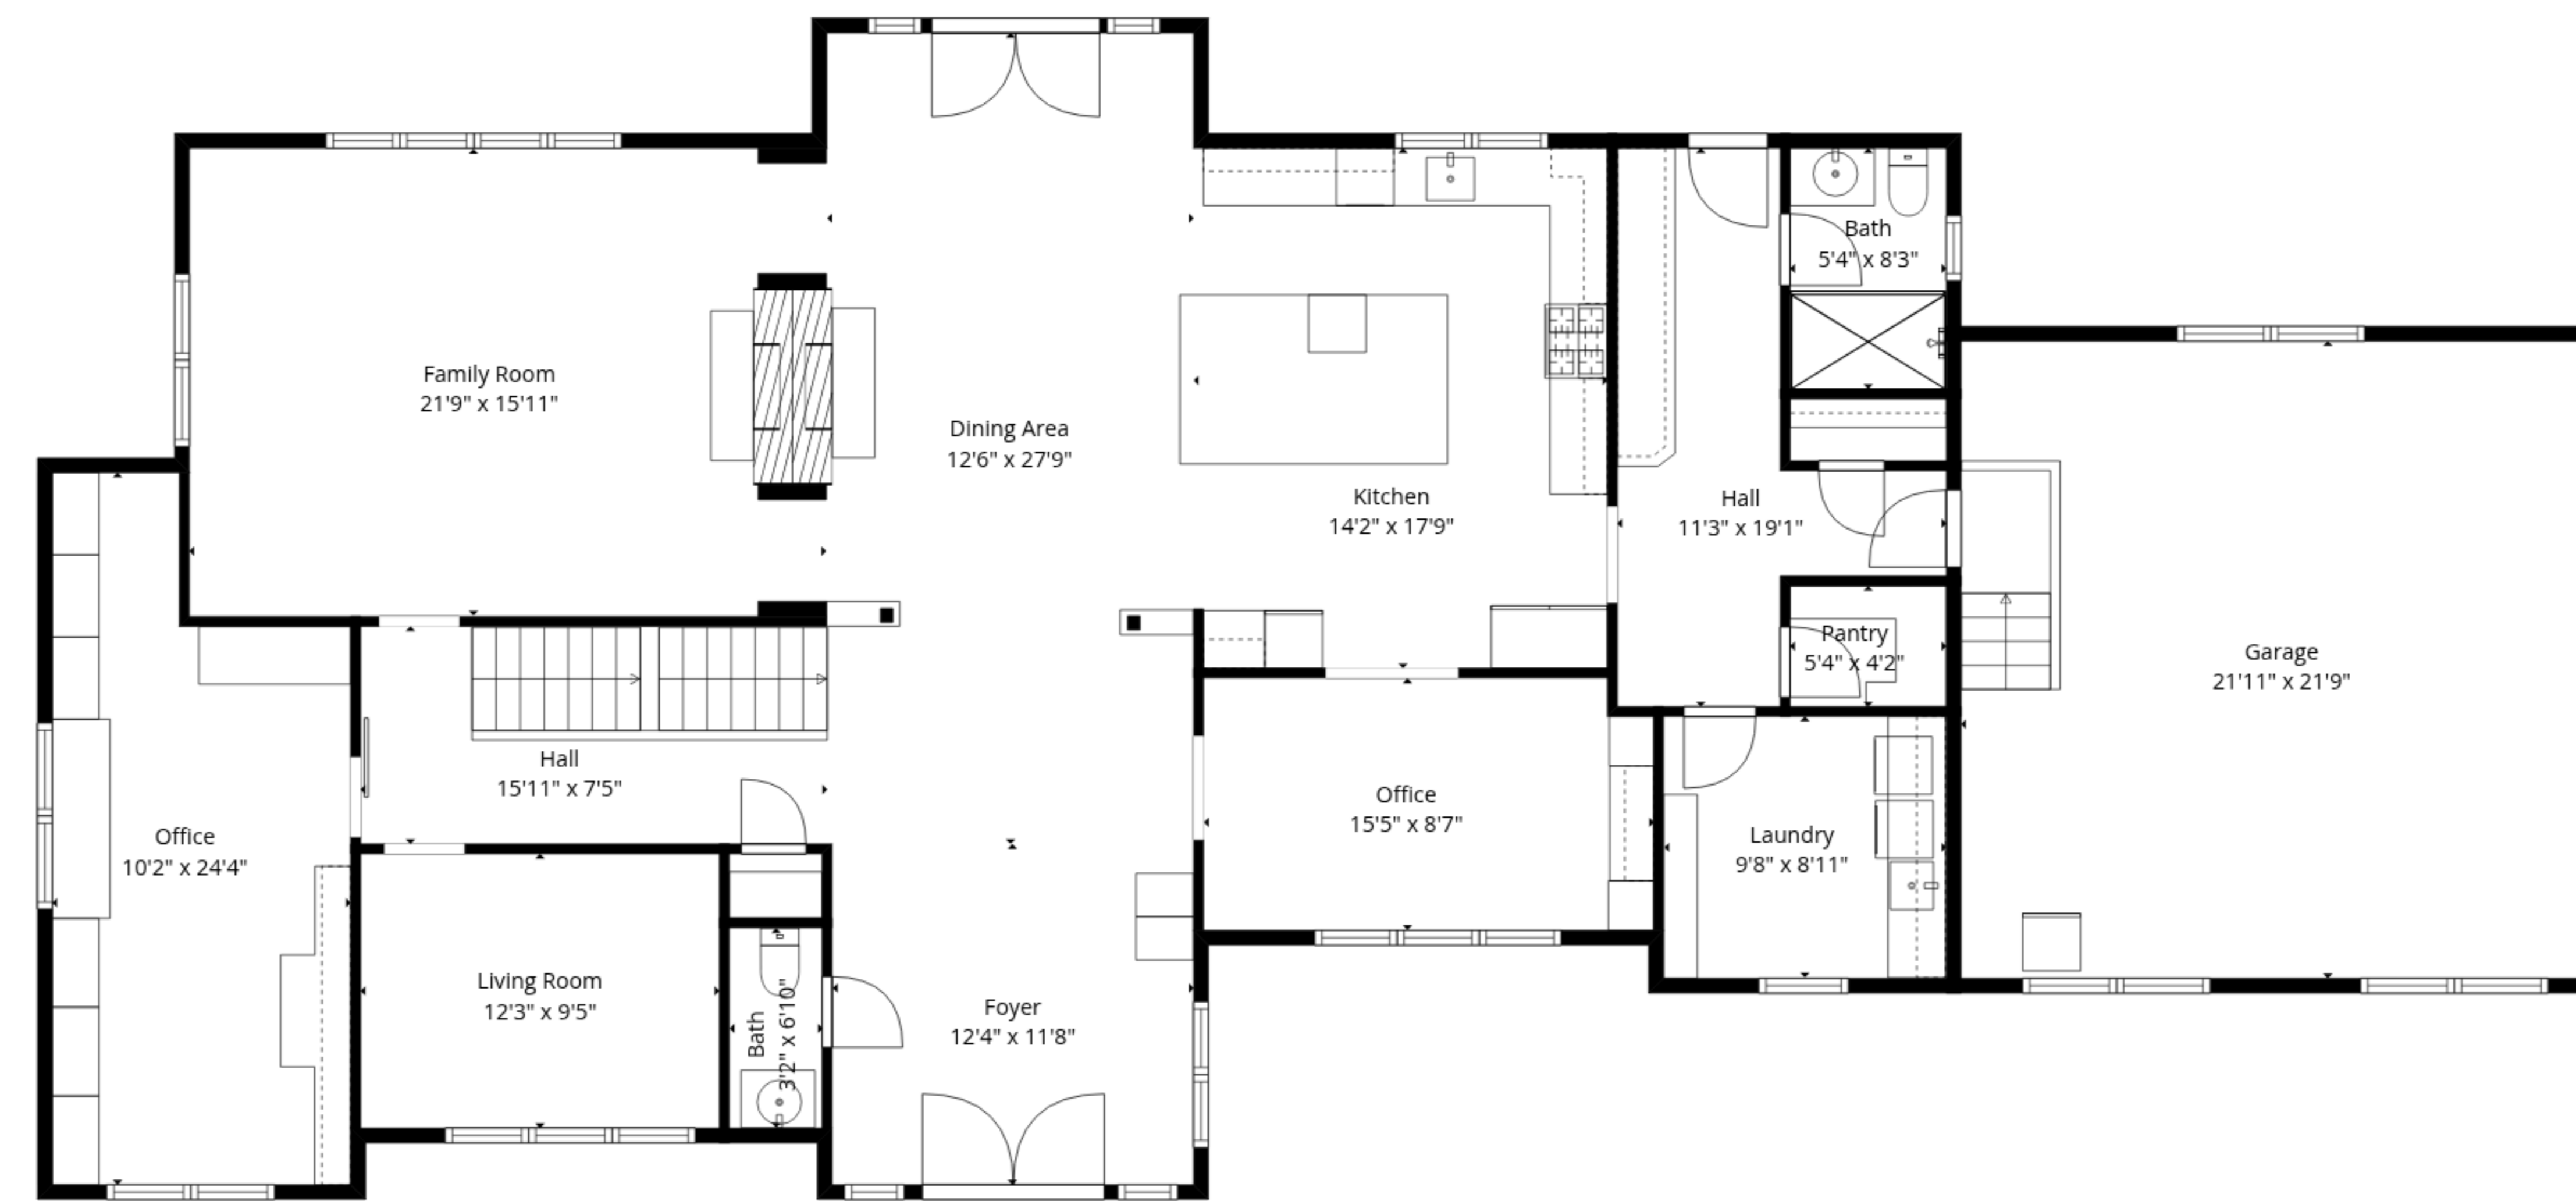 Bath
5'4" x 8'3"
Family Room
21'9" x 15'11"
Dining Area
12'6" x 27'9"
Kitchen
14'2" x 17'9"
Hall
11'3" x 19'1"
Pantry
5'4" x 4'2"
Garage
21'11" x 21'9"
Hall
15'11" x 7'5"
Office
15'5" x 8'7"
Office
10'2" x 24'4"
Laundry
9'8" x 8'11"
Living Room
12'3" x 9'5"
Bath
3'2" x 6'10"
Foyer
12'4" x 11'8"